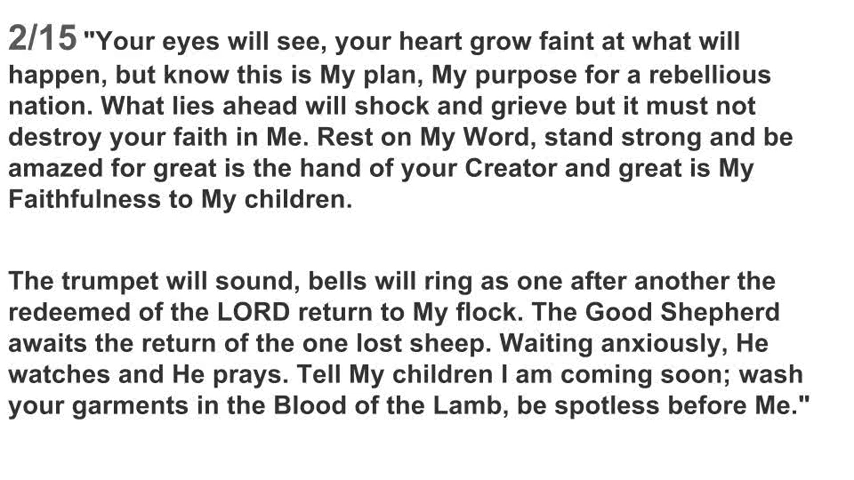 2/15 "Your eyes will see, your heart grow faint at what will
happen, but know this is My plan, My purpose for a rebellious
nation. What lies ahead will shock and grieve but it must not
destroy your faith in Me. Rest on My Word, stand strong and be
amazed for great is the hand of your Creator and great is My
Faithfulness to My children.
The trumpet will sound, bells will ring as one after another the
redeemed of the LORD return to My flock. The Good Shepherd
awaits the return of the one lost sheep. Waiting anxiously, He
watches and He prays. Tell My children I am coming soon; wash
your garments in the Blood of the Lamb, be spotless before Me."